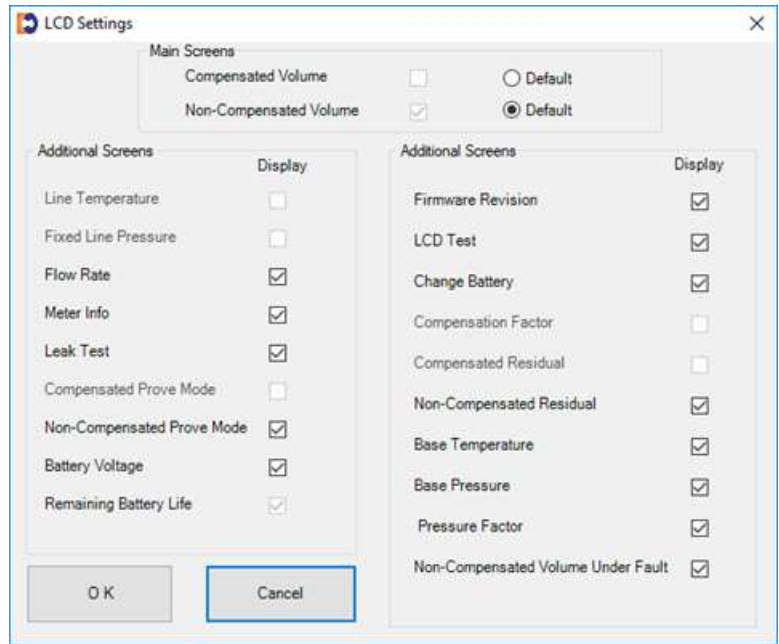 LCD Settings
Main Screens
Compensated Volume Default
Non-Compensated Volume Default
Additional Screens
Display
Line Temperature
Fixed Line Pressure
Flow Rate
Meter Info
Leak Test
Compensated Prove Mode
Non-Compensated Prove Mode
Battery Voltage
Remaining Battery Life
Additional Screens
Display
Firmware Revision
LCD Test
Change Battery
Compensation Factor
Compensated Residual
Non-Compensated Residual
Base Temperature
Base Pressure
Pressure Factor
Non-Compensated Volume Under Fault
O K
Cancel